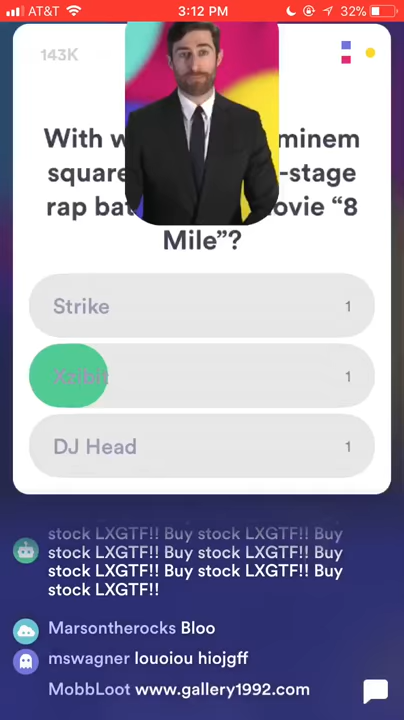 AT&T 3:12 PM 32%
143K
With w minem
square -stage
rap bat ovie “8
Mile”?
Strike 1
Xzibit 1
DJ Head 1
stock LXGTF!! Buy stock LXGTF!! Buy
stock LXGTF!! Buy stock LXGTF!! Buy
stock LXGTF!! Buy stock LXGTF!! Buy
stock LXGTF!!
Marsontherocks Bloo
mswagner louoiou hiojgff
MobbLoot www.gallery1992.com